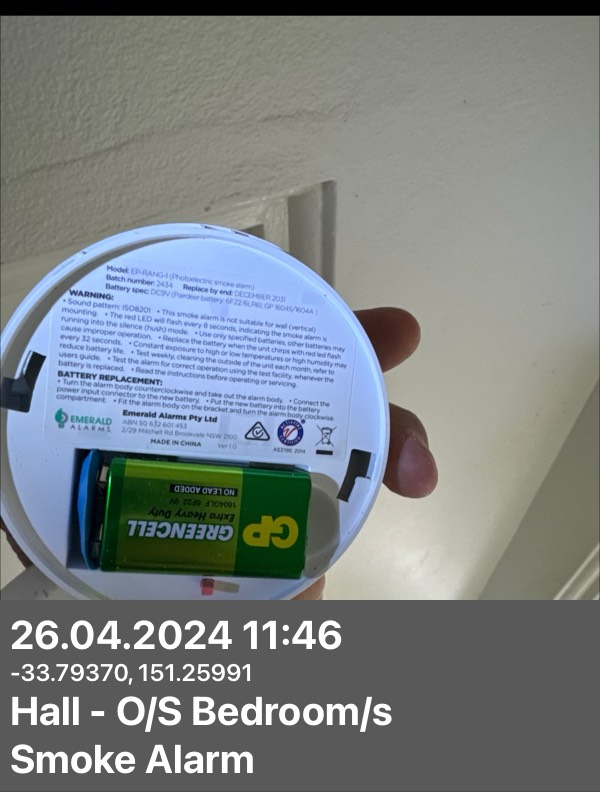 Model: EP-RANG-1 (Photoelectric smoke alarm)
Batch number: 2434 Replace by end: DECEMBER 2031
Battery spec: DC9V (Pairdeer battery: 6F22/6LR61; GP 1604S/1604A)
WARNING:
• Sound pattern: ISO8201 • This smoke alarm is not suitable for wall (vertical)
mounting. • The red LED will flash every 8 seconds, indicating the smoke alarm is
running into the silence (hush) mode. • Use only specified batteries, other batteries may
cause improper operation. • Replace the battery when the unit chirps with red led flash
every 32 seconds. • Constant exposure to high or low temperatures or high humidity may
reduce battery life. • Test weekly, cleaning the outside of the unit each month, refer to
users guide. • Test the alarm for correct operation using the test facility, whenever the
battery is replaced. • Read the instructions before operating or servicing.
BATTERY REPLACEMENT:
• Turn the alarm body counterclockwise and take out the alarm body. • Connect the
power input connector to the new battery. • Put the new battery into the battery
compartment. • Fit the alarm body on the bracket and turn the alarm body clockwise
EMERALD
ALARMS
Emerald Alarms Pty Ltd
ABN 50 632 601 453
2/29 Mitchell Rd Brookvale NSW 2100
MADE IN CHINA Ver 1.0
AS3786: 2014
GP
GREENCELL
Extra Heavy Duty
1604GLF 6F22 9V
NO LEAD ADDED
26.04.2024 11:46
-33.79370, 151.25991
Hall - O/S Bedroom/s
Smoke Alarm